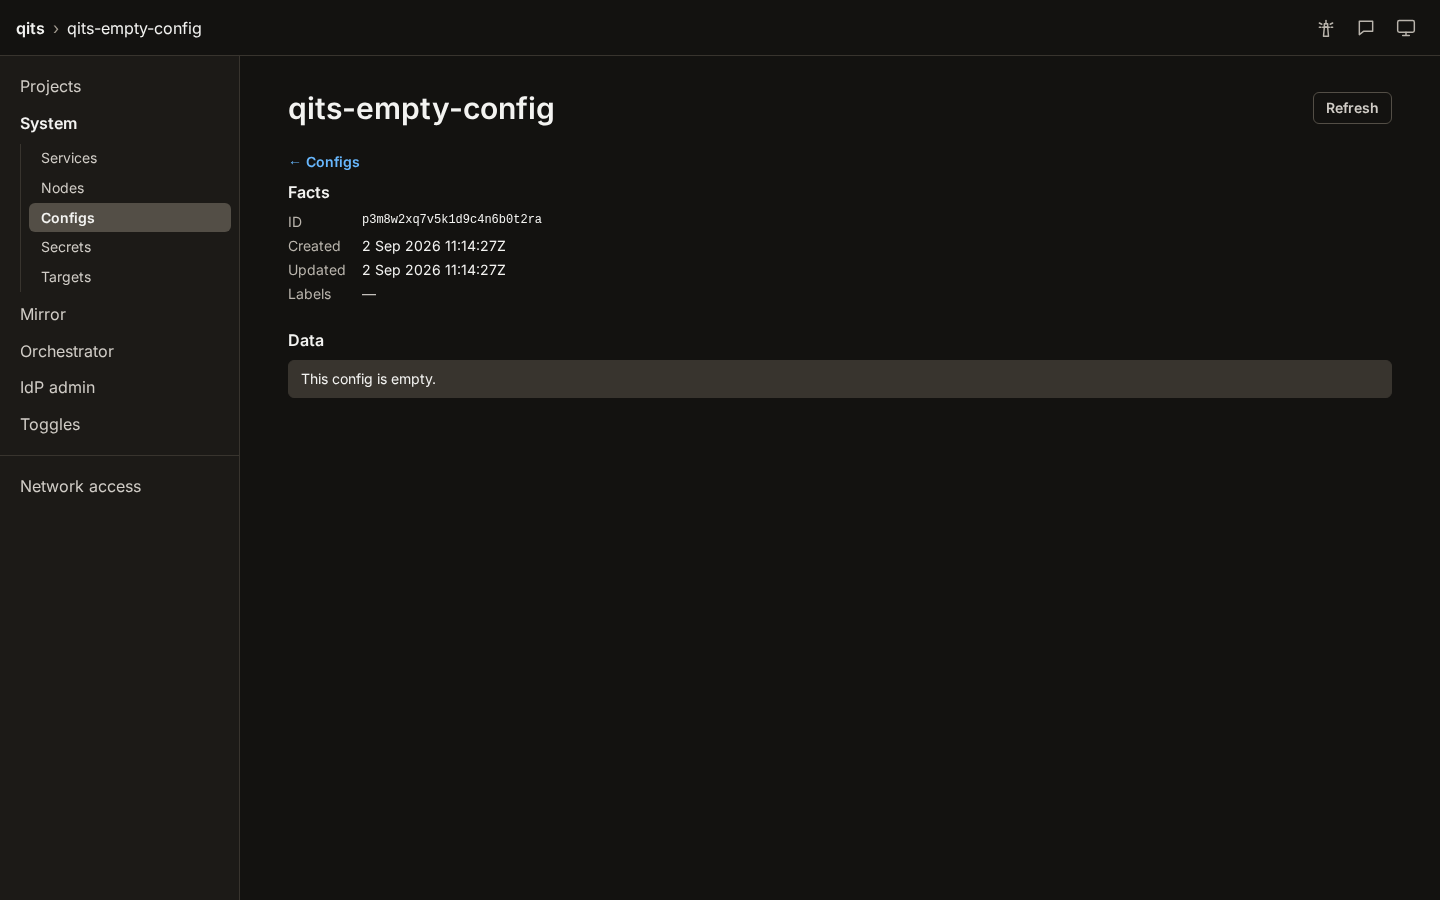 qits › qits-empty-config
Projects
System
Services
Nodes
Configs
Secrets
Targets
Mirror
Orchestrator
IdP admin
Toggles
Network access
qits-empty-config
Refresh
← Configs
Facts
ID p3m8w2xq7v5k1d9c4n6b0t2ra
Created 2 Sep 2026 11:14:27Z
Updated 2 Sep 2026 11:14:27Z
Labels —
Data
This config is empty.